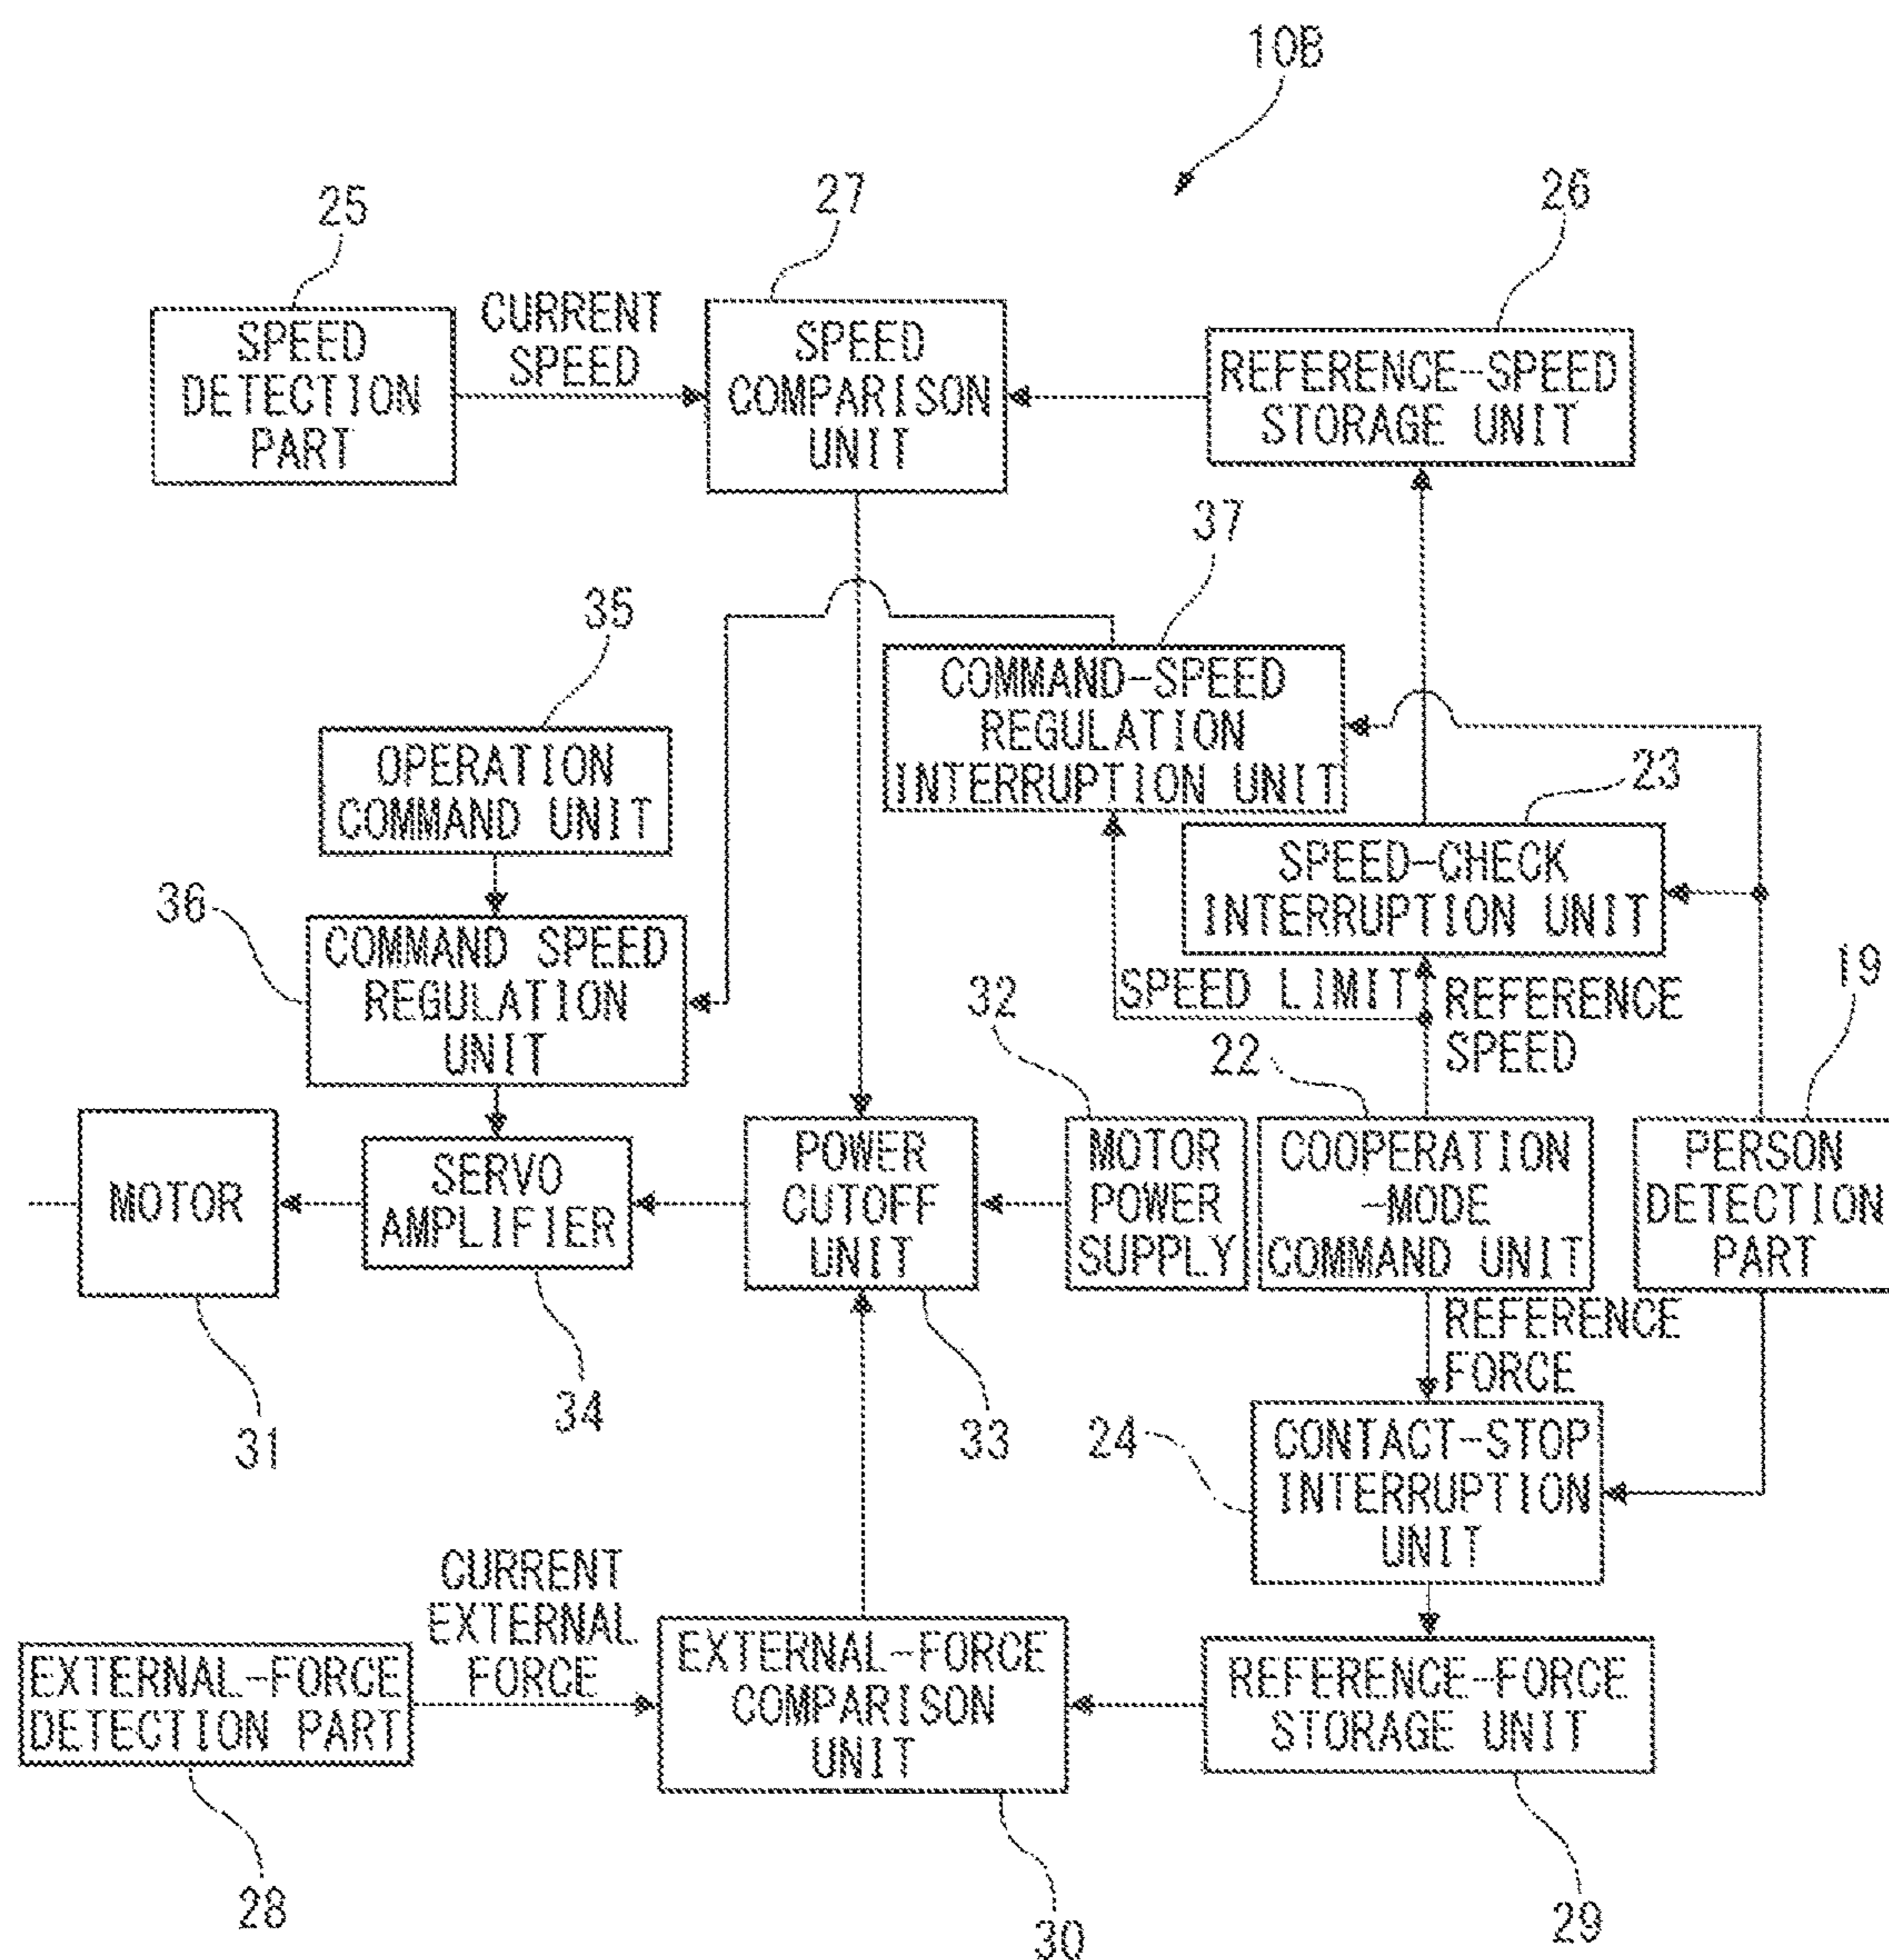 10B
25
27
26
SPEED
DETECTION
PART
CURRENT
SPEED
SPEED
COMPARISON
UNIT
REFERENCE-SPEED
STORAGE UNIT
37
35
COMMAND-SPEED
REGULATION
INTERRUPTION UNIT
OPERATION
COMMAND UNIT
23
SPEED-CHECK
INTERRUPTION UNIT
36
COMMAND SPEED
REGULATION
UNIT
SPEED LIMIT
REFERENCE
SPEED
19
32
22
MOTOR
SERVO
AMPLIFIER
POWER
CUTOFF
UNIT
MOTOR
POWER
SUPPLY
COOPERATION
-MODE
COMMAND UNIT
PERSON
DETECTION
PART
REFERENCE
FORCE
31
34
33
24
CONTACT-STOP
INTERRUPTION
UNIT
CURRENT
EXTERNAL
FORCE
EXTERNAL-FORCE
DETECTION PART
EXTERNAL-FORCE
COMPARISON
UNIT
REFERENCE-FORCE
STORAGE UNIT
28
30
29